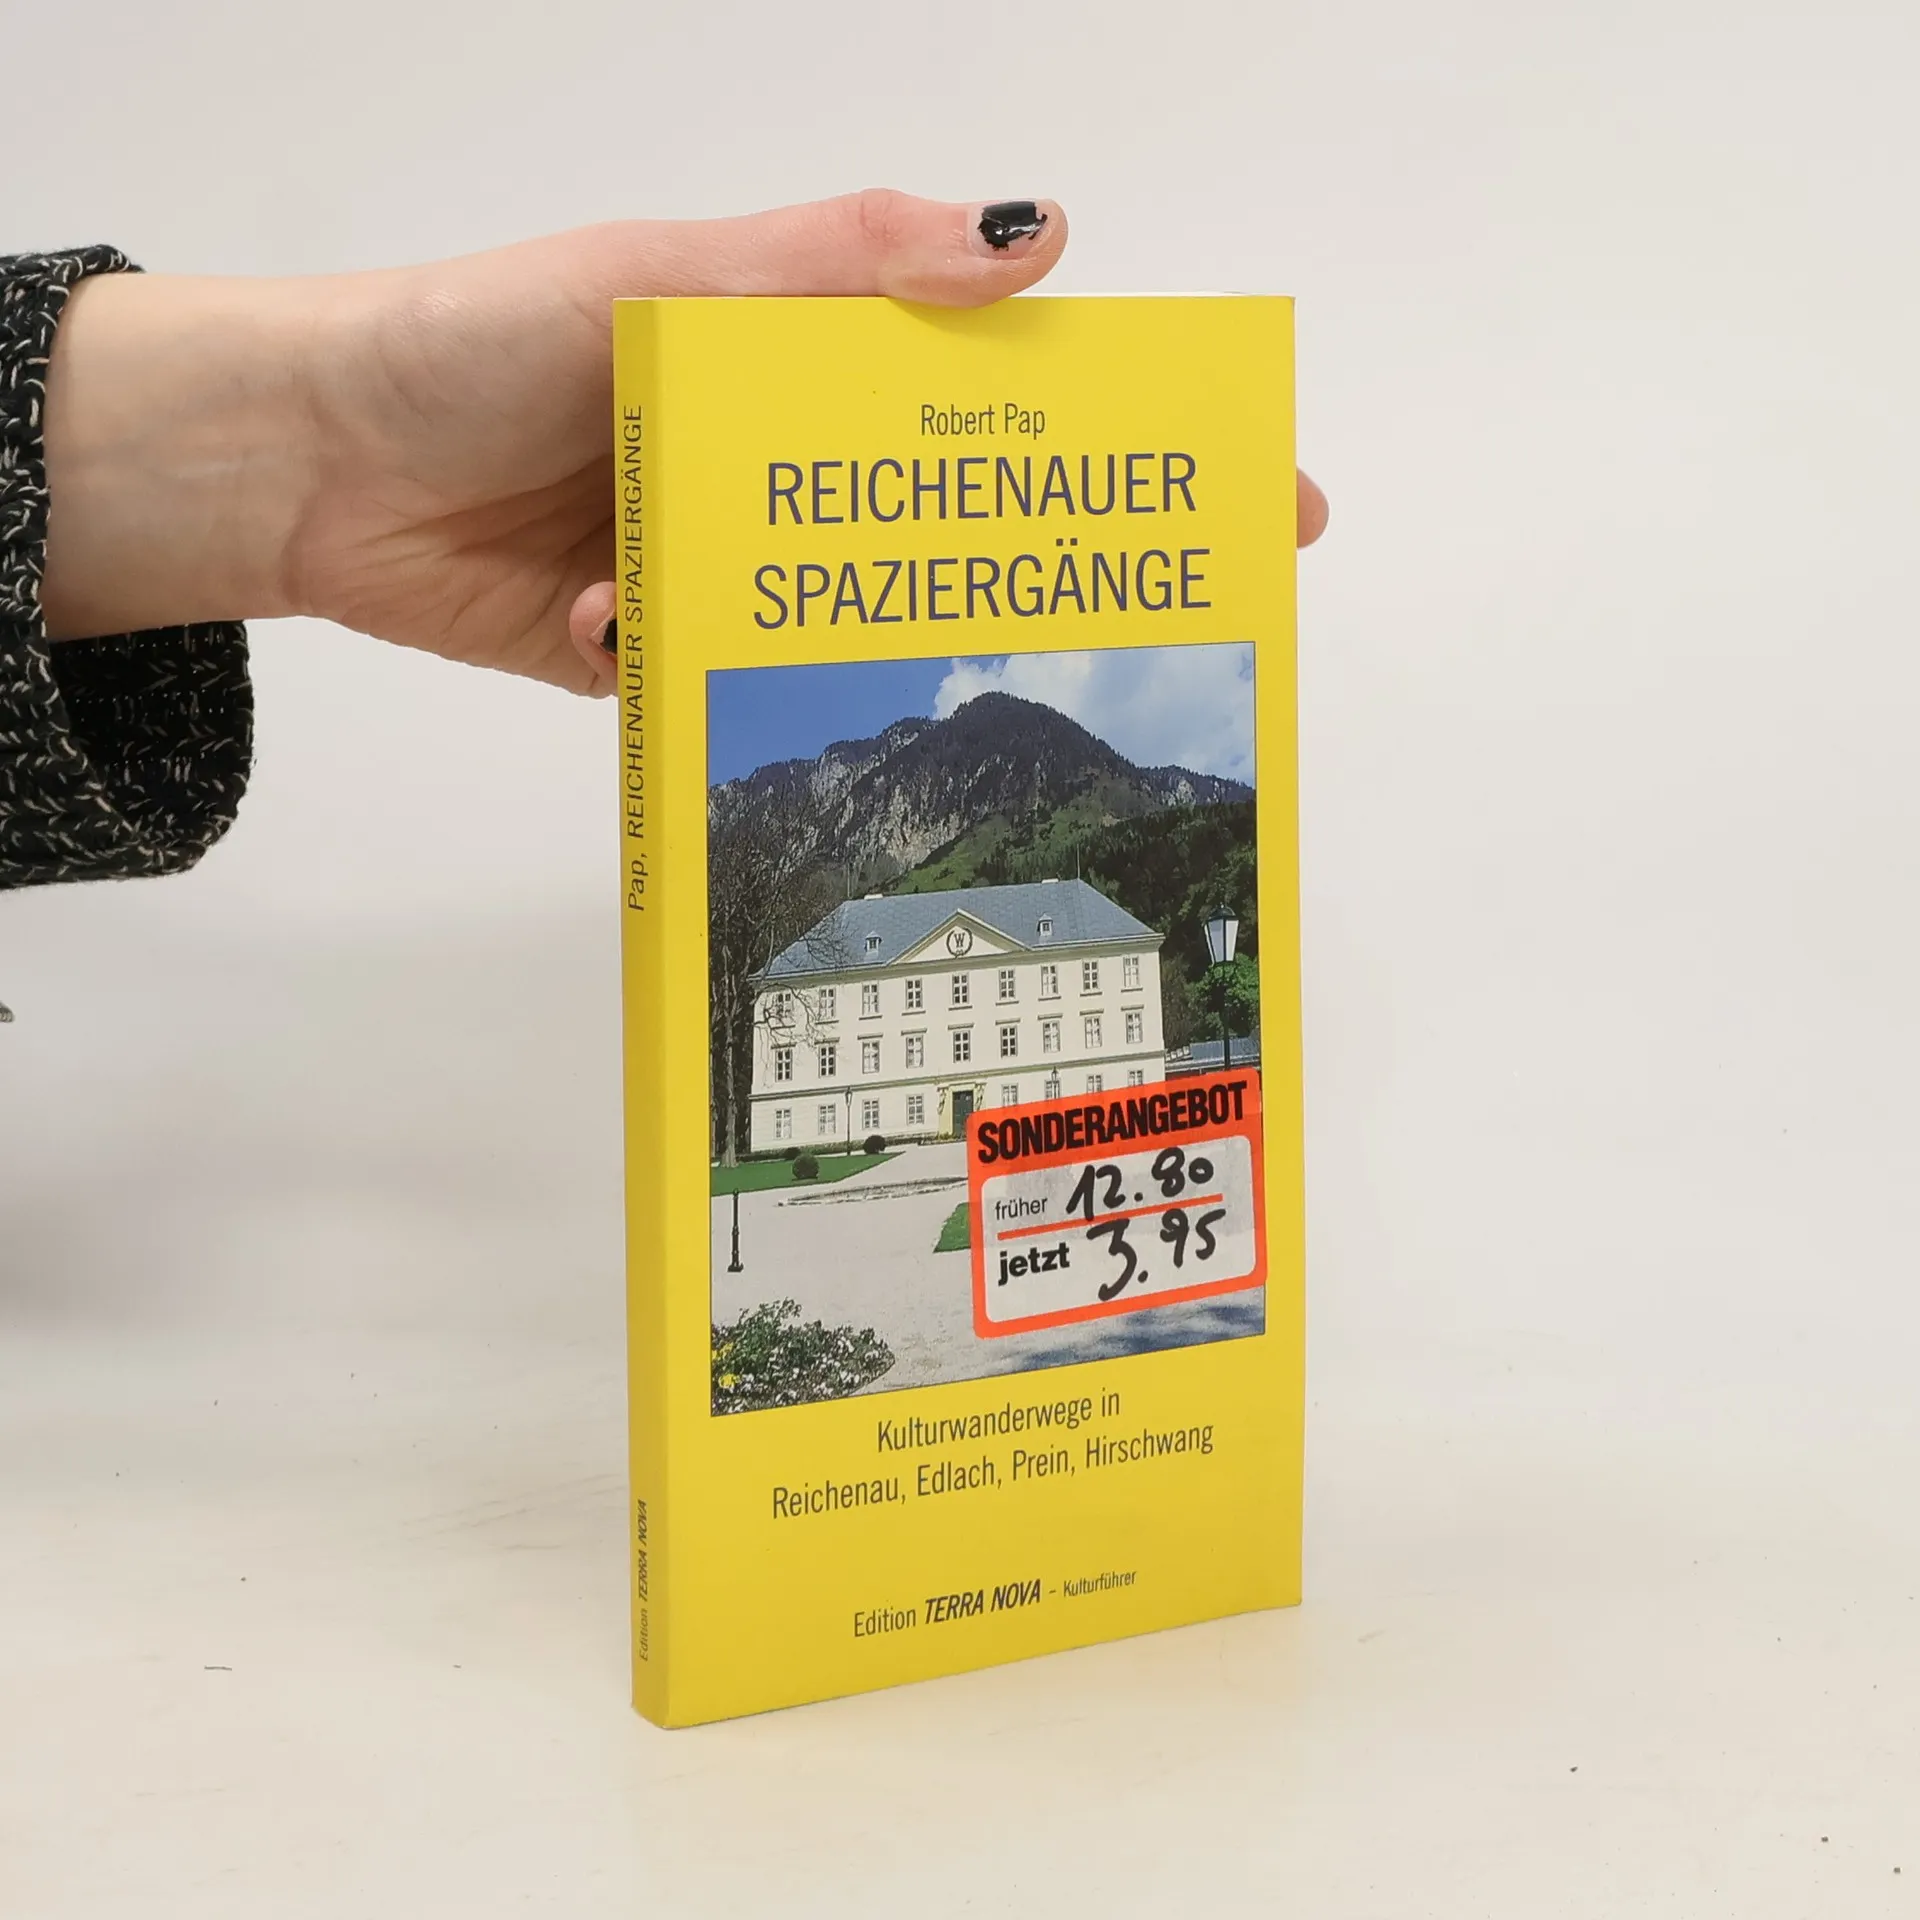 Robert Pap
REICHENAUER
SPAZIERGÄNGE
W
SONDERANGEBOT
früher 12.80
jetzt 3.95
Kulturwanderwege in
Reichenau, Edlach, Prein, Hirschwang
Edition TERRA NOVA – Kulturführer
Pap, REICHENAUER SPAZIERGÄNGE
Edition TERRA NOVA